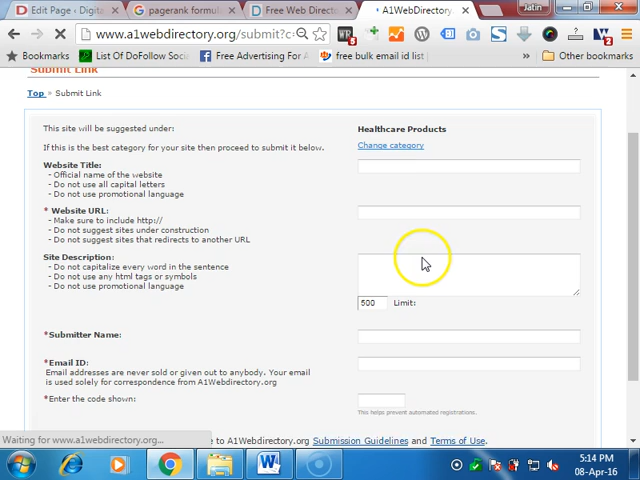 Edit Page ‹ Digita
pagerank formul
Free Web Direct
A1WebDirectory.
Jatin
www.a1webdirectory.org/submit?c=
Bookmarks
List Of DoFollow Soci
Free Advertising For
free bulk email id list
»
Other bookmarks
Submit Link
Top » Submit Link
This site will be suggested under:
Healthcare Products
If this is the best category for your site then proceed to submit it below.
Change category
Website Title:
- Official name of the website
- Do not use all capital letters
- Do not use promotional language
* Website URL:
- Make sure to include http://
- Do not suggest sites under construction
- Do not suggest sites that redirects to another URL
Site Description:
- Do not capitalize every word in the sentence
- Do not use any html tags or symbols
- Do not use promotional language
500 Limit:
*Submitter Name:
*Email ID:
Email addresses are never sold or given out to anybody. Your email
is used solely for correspondence from A1Webdirectory.org
*Enter the code shown:
This helps prevent automated registrations.
Waiting for www.a1webdirectory.org...
e to A1Webdirectory.org Submission Guidelines and Terms of Use.
5:14 PM
08-Apr-16